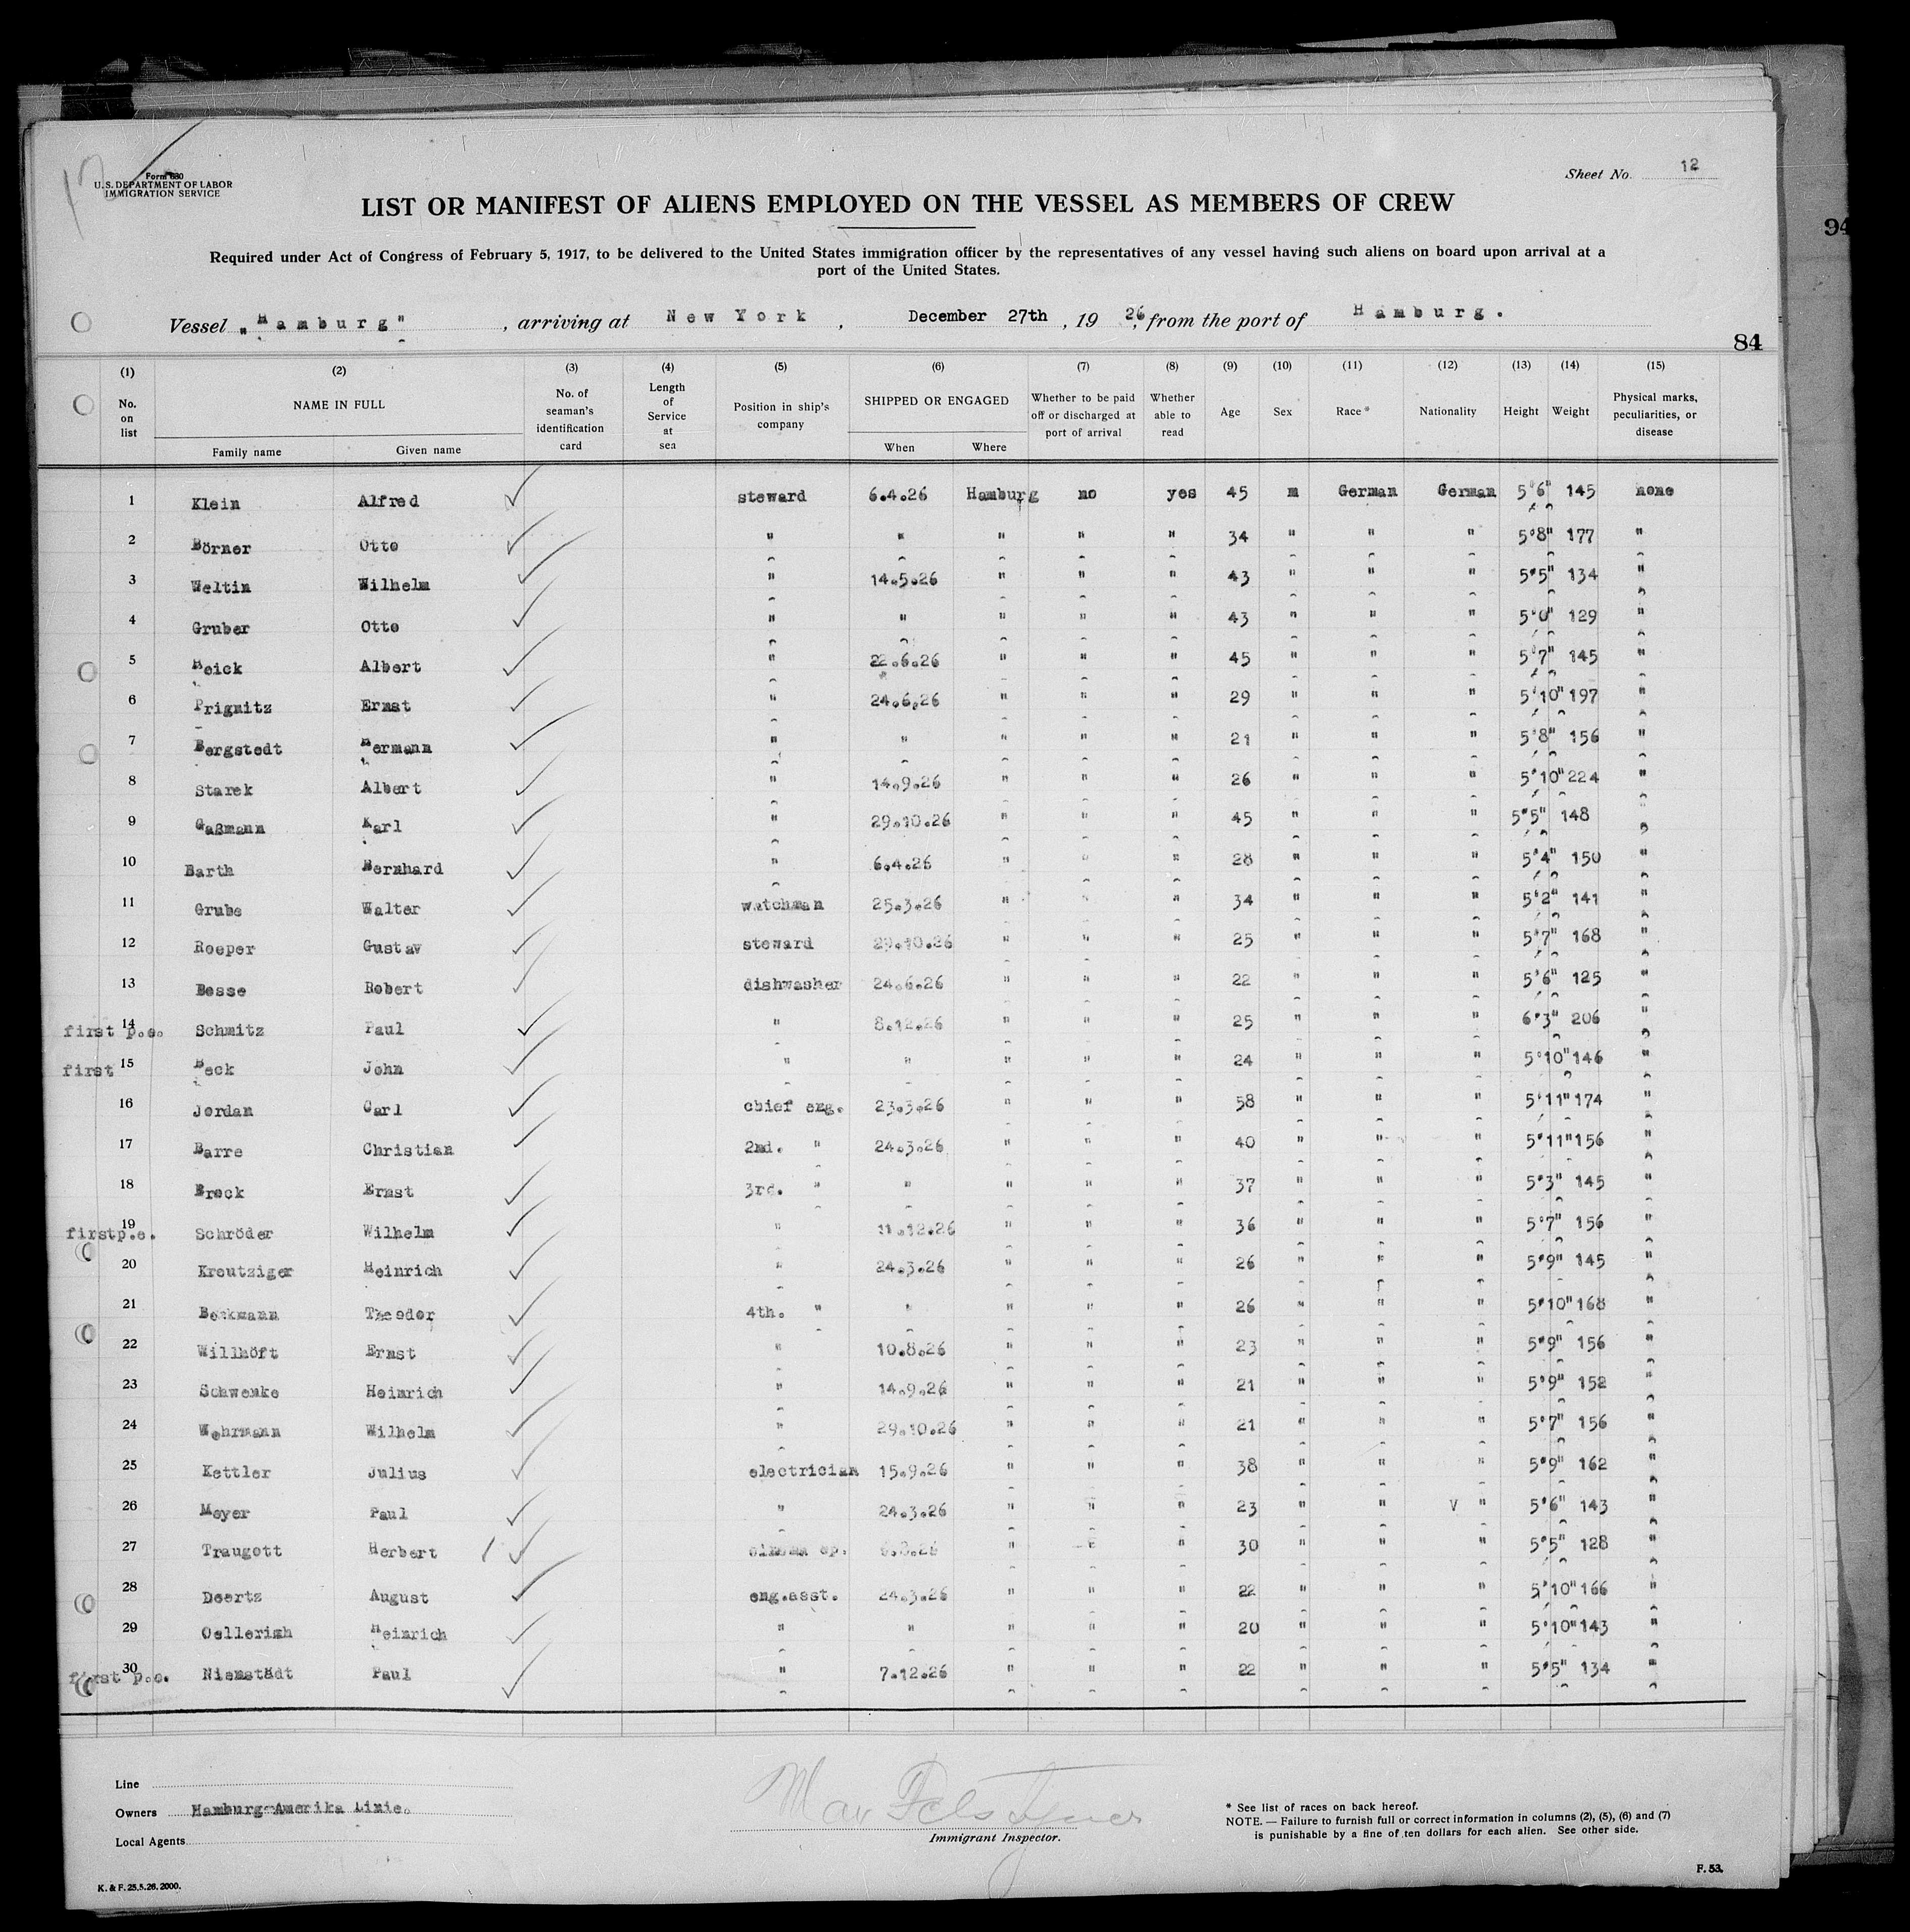 Form 680
U.S. DEPARTMENT OF LABOR
IMMIGRATION SERVICE
Sheet No. 12
LIST OR MANIFEST OF ALIENS EMPLOYED ON THE VESSEL AS MEMBERS OF CREW
94
Required under Act of Congress of February 5, 1917, to be delivered to the United States immigration officer by the representatives of any vessel having such aliens on board upon arrival at a
port of the United States.
Vessel „Hamburg" , arriving at New York , December 27th , 19 26, from the port of Hamburg.
84
(1) (2) (3) (4) (5) (6) (7) (8) (9) (10) (11) (12) (13) (14) (15)
No. on list NAME IN FULL No. of seaman's identification card Length of Service at sea Position in ship's company SHIPPED OR ENGAGED Whether to be paid off or discharged at port of arrival Whether able to read Age Sex Race * Nationality Height Weight Physical marks, peculiarities, or disease
Family name Given name When Where
1 Klein Alfred steward 6.4.26 Hamburg no yes 45 m German German 5'6" 145 none
2 Börner Otto " " " " " 34 " " " 5'8" 177 "
3 Weltin Wilhelm " 14.5.26 " " " 43 " " " 5'5" 134 "
4 Gruber Otto " " " " " 43 " " " 5'0" 129 "
5 Heick Albert " 22.6.26 " " " 45 " " " 5'7" 145 "
6 Prignitz Ernst " 24.6.26 " " " 29 " " " 5'10" 197 "
7 Bergstedt Hermann " " " " " 21 " " " 5'8" 156 "
8 Starek Albert " 14.9.26 " " " 26 " " " 5'10" 224 "
9 Gaßmann Karl " 29.10.26 " " " 45 " " " 5'5" 148 "
10 Barth Bernhard " 6.4.26 " " " 28 " " " 5'4" 150 "
11 Grube Walter watchman 25.3.26 " " " 34 " " " 5'2" 141 "
12 Roeper Gustav steward 29.10.26 " " " 25 " " " 5'7" 168 "
13 Besse Robert dishwasher 24.6.26 " " " 22 " " " 5'6" 125 "
first p.e. 14 Schmitz Paul " 8.12.26 " " " 25 " " " 6'3" 206 "
first 15 Beck John " " " " " 24 " " " 5'10" 146 "
16 Jordan Carl chief eng. 23.3.26 " " " 58 " " " 5'11" 174 "
17 Barre Christian 2nd. " 24.3.26 " " " 40 " " " 5'11" 156 "
18 Breck Ernst 3rd. " " " " " 37 " " " 5'3" 145 "
first p.e. 19 Schröder Wilhelm " 11.12.26 " " " 36 " " " 5'7" 156 "
20 Kreutziger Heinrich " 24.3.26 " " " 26 " " " 5'9" 145 "
21 Beckmann Theodor 4th. " " " " " 26 " " " 5'10" 168 "
22 Willhöft Ernst " 10.8.26 " " " 23 " " " 5'9" 156 "
23 Schwenke Heinrich " 14.9.26 " " " 21 " " " 5'9" 152 "
24 Wehrmann Wilhelm " 29.10.26 " " " 21 " " " 5'7" 156 "
25 Kettler Julius electrician 15.9.26 " " " 38 " " " 5'9" 162 "
26 Meyer Paul " 24.3.26 " " " 23 " " V " 5'6" 143 "
27 Traugott Herbert cinema op. " " " 30 " " " 5'5" 128 "
28 Deertz August eng.asst. 24.3.26 " " " 22 " " " 5'10" 166 "
29 Oellerich Heinrich " " " " " 20 " " " 5'10" 143 "
first p.e. 30 Niemstädt Paul " 7.12.26 " " " 22 " " " 5'5" 134 "
Line
Owners Hamburg-Amerika Linie.
Local Agents
Immigrant Inspector.
* See list of races on back hereof.
NOTE. — Failure to furnish full or correct information in columns (2), (5), (6) and (7)
is punishable by a fine of ten dollars for each alien. See other side.
K. & F. 25.5.26. 2000.
F. 53.